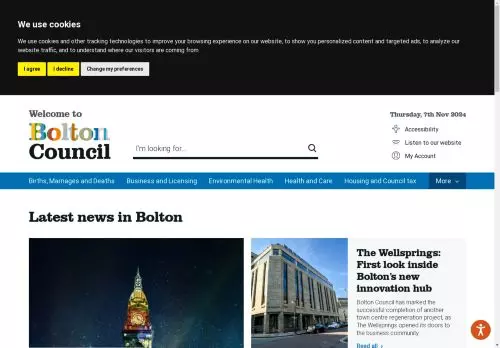 We use cookies
We use cookies and other tracking technologies to improve your browsing experience on our website, to show you personalized content and targeted ads, to analyze our
website traffic, and to understand where our visitors are coming from
I agree
I decline
Change my preferences
Welcome to
Bolton
Council
I'm looking for...
Thursday, 7th Nov 2024
Accessibility
Listen to our website
My Account
Births, Marriages and Deaths
Business and Licensing
Environmental Health
Health and Care
Housing and Council tax
More
Latest news in Bolton
The Wellsprings:
First look inside
Bolton's new
innovation hub
Bolton Council has marked the
successful completion of another
town centre regeneration project, as
The Wellsprings opened its doors to
the business community.
Read all